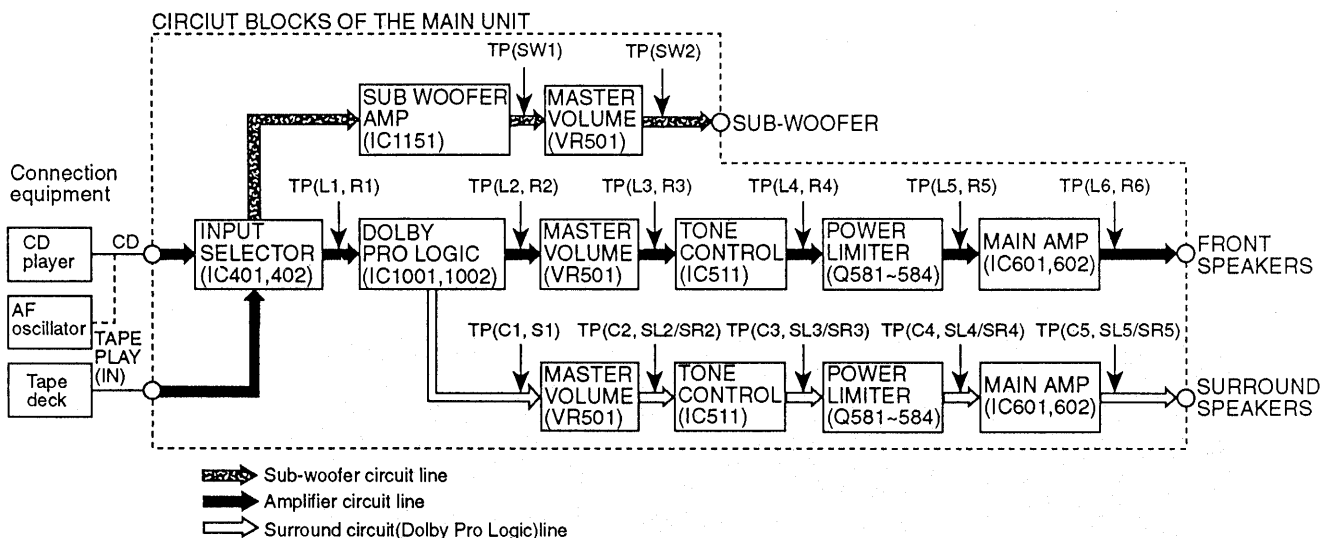 CIRCIUT BLOCKS OF THE MAIN UNIT
TP(SW1)
TP(SW2)
SUB WOOFER
AMP
(IC1151)
MASTER
VOLUME
(VR501)
SUB-WOOFER
Connection
equipment
TP(L1, R1)
TP(L2, R2)
TP(L3, R3)
TP(L4, R4)
TP(L5, R5)
TP(L6, R6)
CD
player
CD
INPUT
SELECTOR
(IC401,402)
DOLBY
PRO LOGIC
(IC1001,1002)
MASTER
VOLUME
(VR501)
TONE
CONTROL
(IC511)
POWER
LIMITER
(Q581~584)
MAIN AMP
(IC601,602)
FRONT
SPEAKERS
AF
oscillator
TAPE
PLAY
(IN)
Tape
deck
TP(C1, S1)
TP(C2, SL2/SR2)
TP(C3, SL3/SR3)
TP(C4, SL4/SR4)
TP(C5, SL5/SR5)
MASTER
VOLUME
(VR501)
TONE
CONTROL
(IC511)
POWER
LIMITER
(Q581~584)
MAIN AMP
(IC601,602)
SURROUND
SPEAKERS
Sub-woofer circuit line
Amplifier circuit line
Surround circuit(Dolby Pro Logic)line